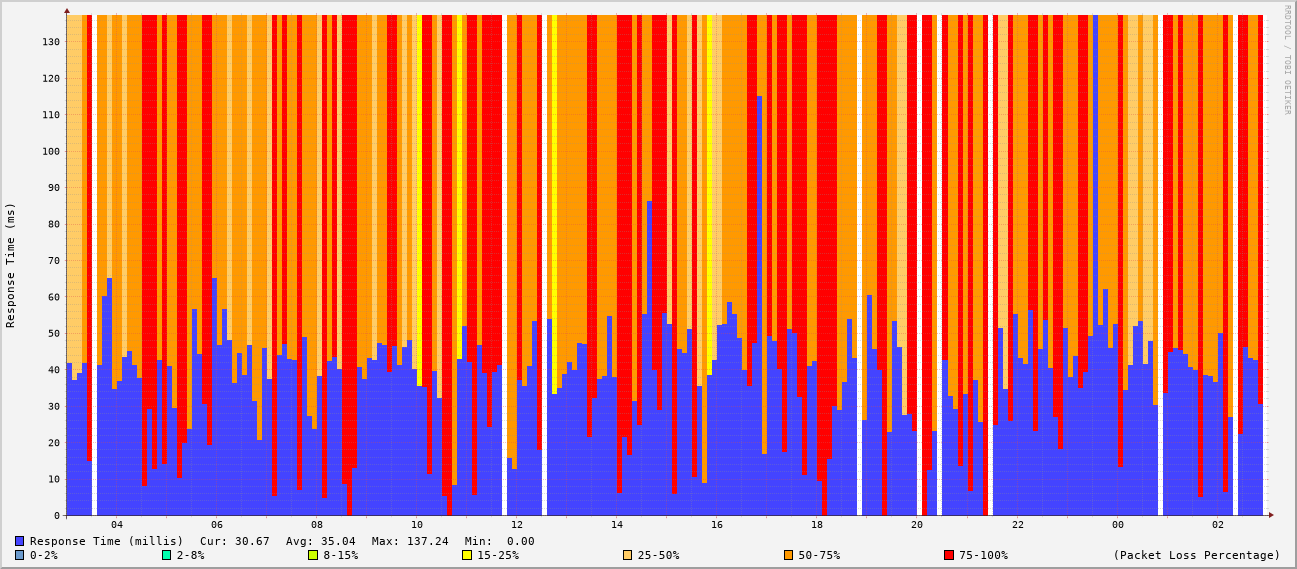 RRDTOOL / TOBI OETIKER
Response Time (ms)
130
120
110
100
90
80
70
60
50
40
30
20
10
0
04 06 08 10 12 14 16 18 20 22 00 02
Response Time (millis) Cur: 30.67 Avg: 35.04 Max: 137.24 Min: 0.00
0-2% 2-8% 8-15% 15-25% 25-50% 50-75% 75-100% (Packet Loss Percentage)